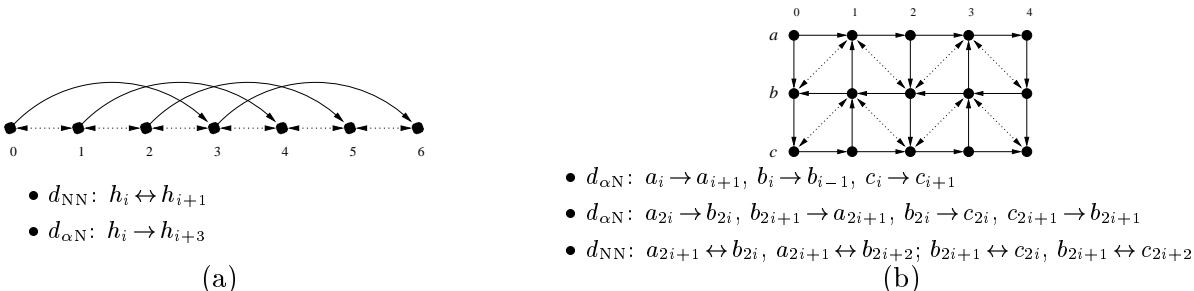 0 1 2 3 4
a
b
c
0 1 2 3 4 5 6
• d_NN: h_i ↔ h_{i+1}
• d_αN: h_i → h_{i+3}
(a)
• d_αN: a_i → a_{i+1}, b_i → b_{i−1}, c_i → c_{i+1}
• d_αN: a_{2i} → b_{2i}, b_{2i+1} → a_{2i+1}, b_{2i} → c_{2i}, c_{2i+1} → b_{2i+1}
• d_NN: a_{2i+1} ↔ b_{2i}, a_{2i+1} ↔ b_{2i+2}; b_{2i+1} ↔ c_{2i}, b_{2i+1} ↔ c_{2i+2}
(b)